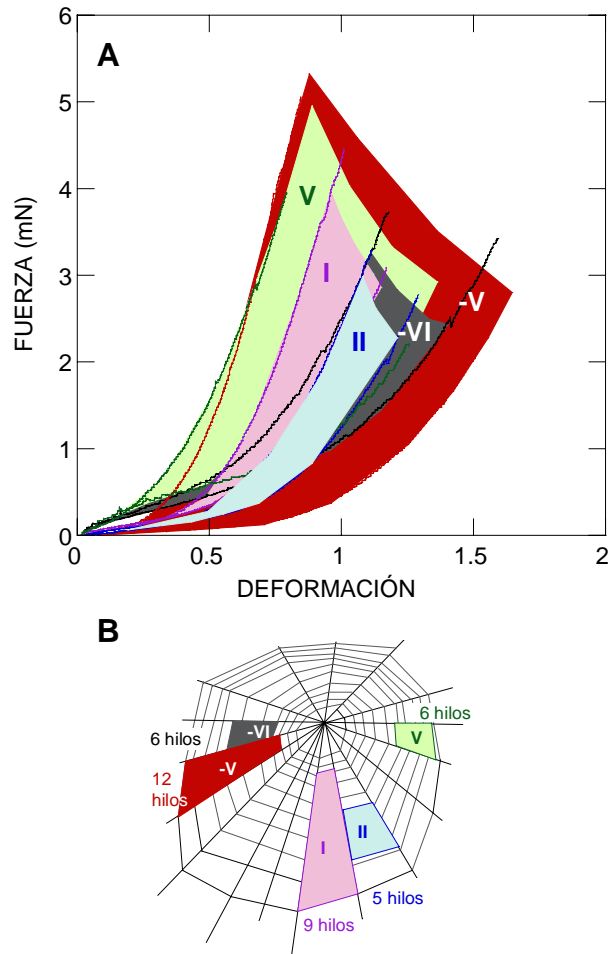 A
FUERZA (mN)
6
5
4
3
2
1
0
V
I
-V
-VI
II
0
0.5
1
1.5
2
DEFORMACIÓN
B
6 hilos
-VI
6 hilos
V
12
hilos
-V
I
II
5 hilos
9 hilos